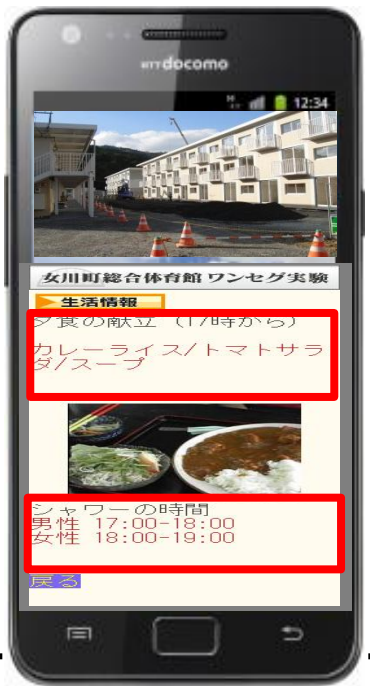 NTT docomo
12:34
女川町総合体育館 ワンセグ実験
生活情報
夕食の献立 (17時から)
カレーライス/トマトサラ
ダ/スープ
シャワーの時間
男性 17:00-18:00
女性 18:00-19:00
戻る